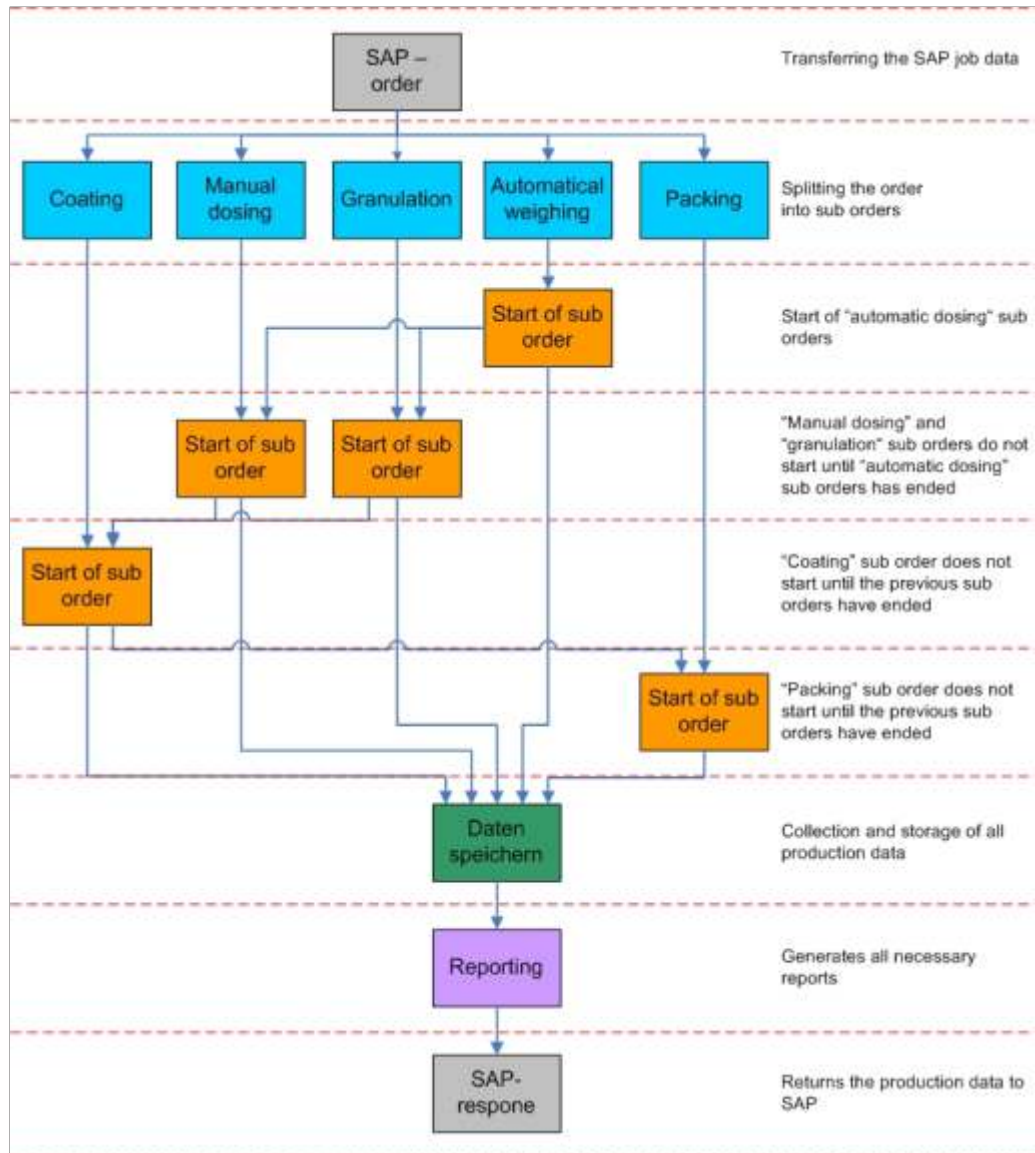 SAP –
order
Transferring the SAP job data
Coating
Manual
dosing
Granulation
Automatical
weighing
Packing
Splitting the order
into sub orders
Start of sub
order
Start of "automatic dosing" sub
orders
Start of sub
order
Start of sub
order
"Manual dosing" and
"granulation" sub orders do not
start until "automatic dosing"
sub orders has ended
Start of sub
order
"Coating" sub order does not
start until the previous sub
orders have ended
Start of sub
order
"Packing" sub order does not
start until the previous sub
orders have ended
Daten
speichern
Collection and storage of all
production data
Reporting
Generates all necessary
reports
SAP-
respone
Returns the production data to
SAP